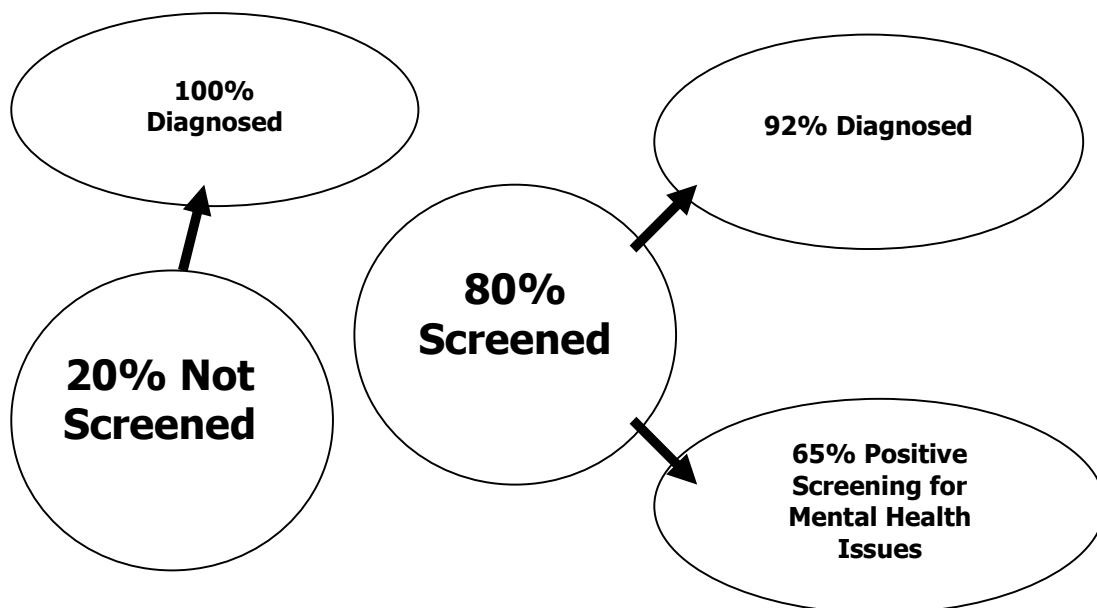 100%
Diagnosed
92% Diagnosed
80%
Screened
20% Not
Screened
65% Positive
Screening for
Mental Health
Issues